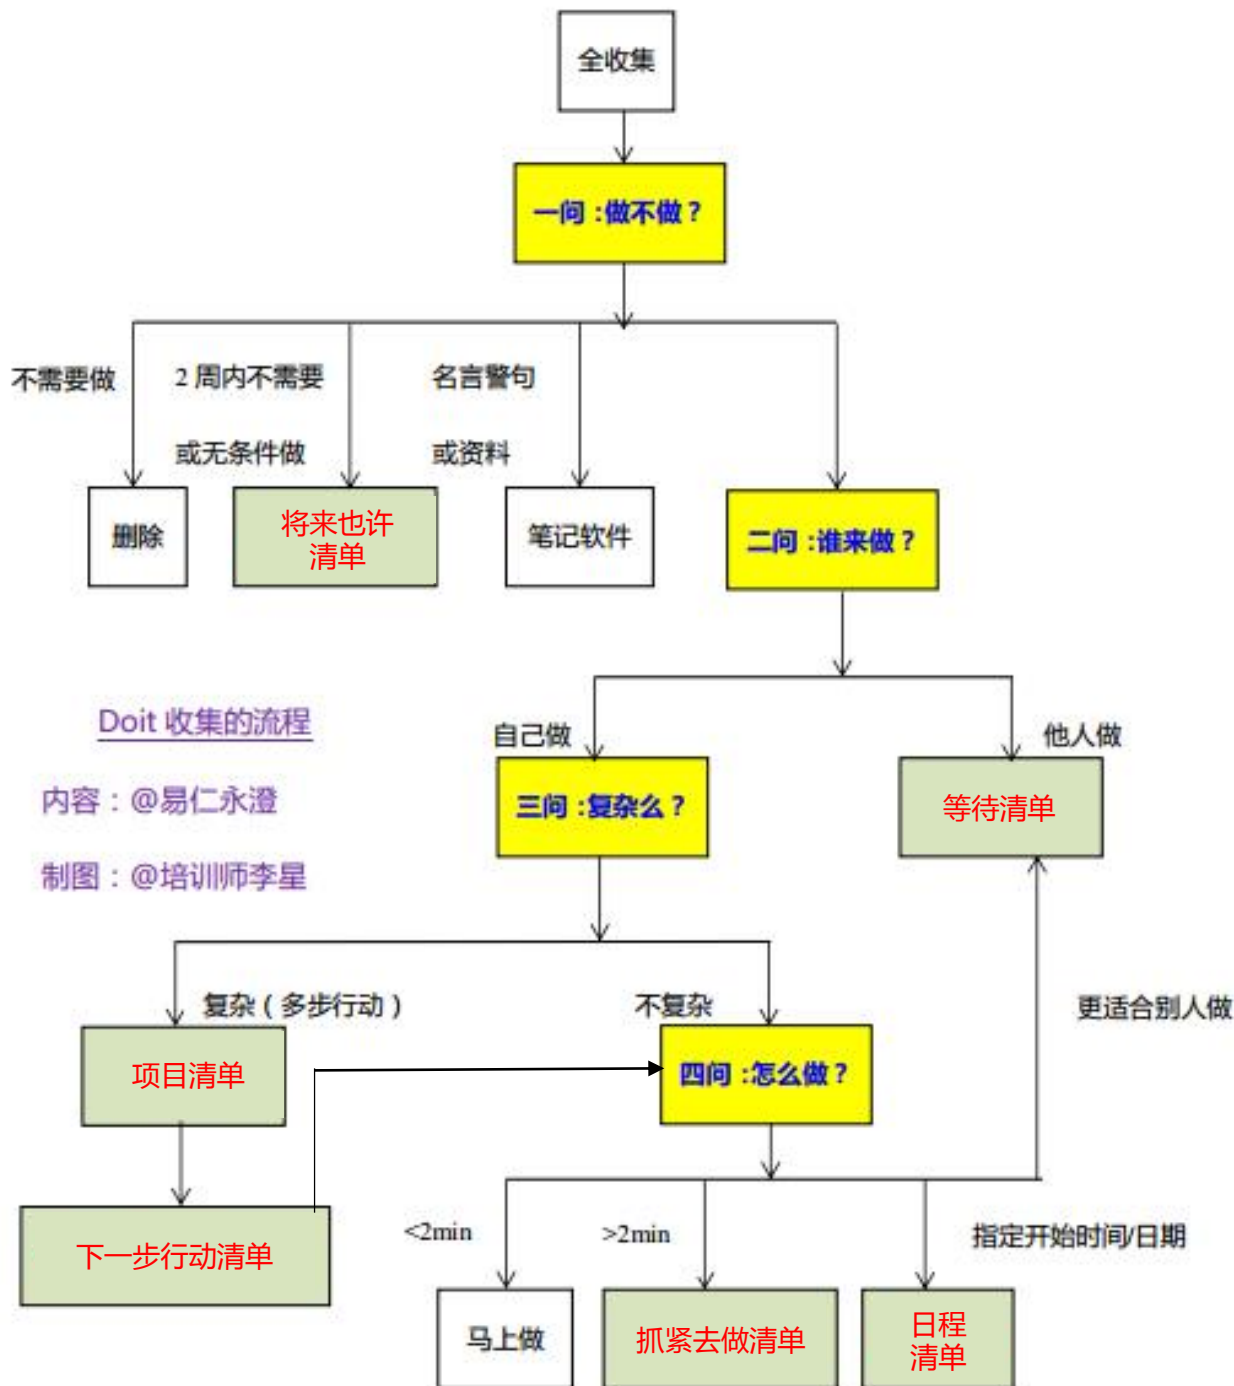 全收集
一问：做不做？
不需要做
2 周内不需要
或无条件做
名言警句
或资料
删除
将来也许
清单
笔记软件
二问：谁来做？
Doit 收集的流程
内容：@易仁永澄
制图：@培训师李星
自己做
他人做
三问：复杂么？
等待清单
复杂（多步行动）
不复杂
更适合别人做
项目清单
四问：怎么做？
下一步行动清单
<2min
>2min
指定开始时间/日期
马上做
抓紧去做清单
日程
清单